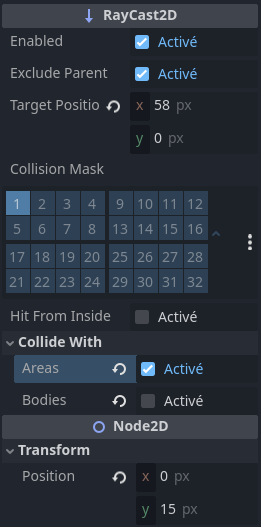 RayCast2D
Enabled Activé
Exclude Parent Activé
Target Positio x 58 px
y 0 px
Collision Mask
1 2 3 4 9 10 11 12
5 6 7 8 13 14 15 16
17 18 19 20 25 26 27 28
21 22 23 24 29 30 31 32
Hit From Inside Activé
Collide With
Areas Activé
Bodies Activé
Node2D
Transform
Position x 0 px
y 15 px